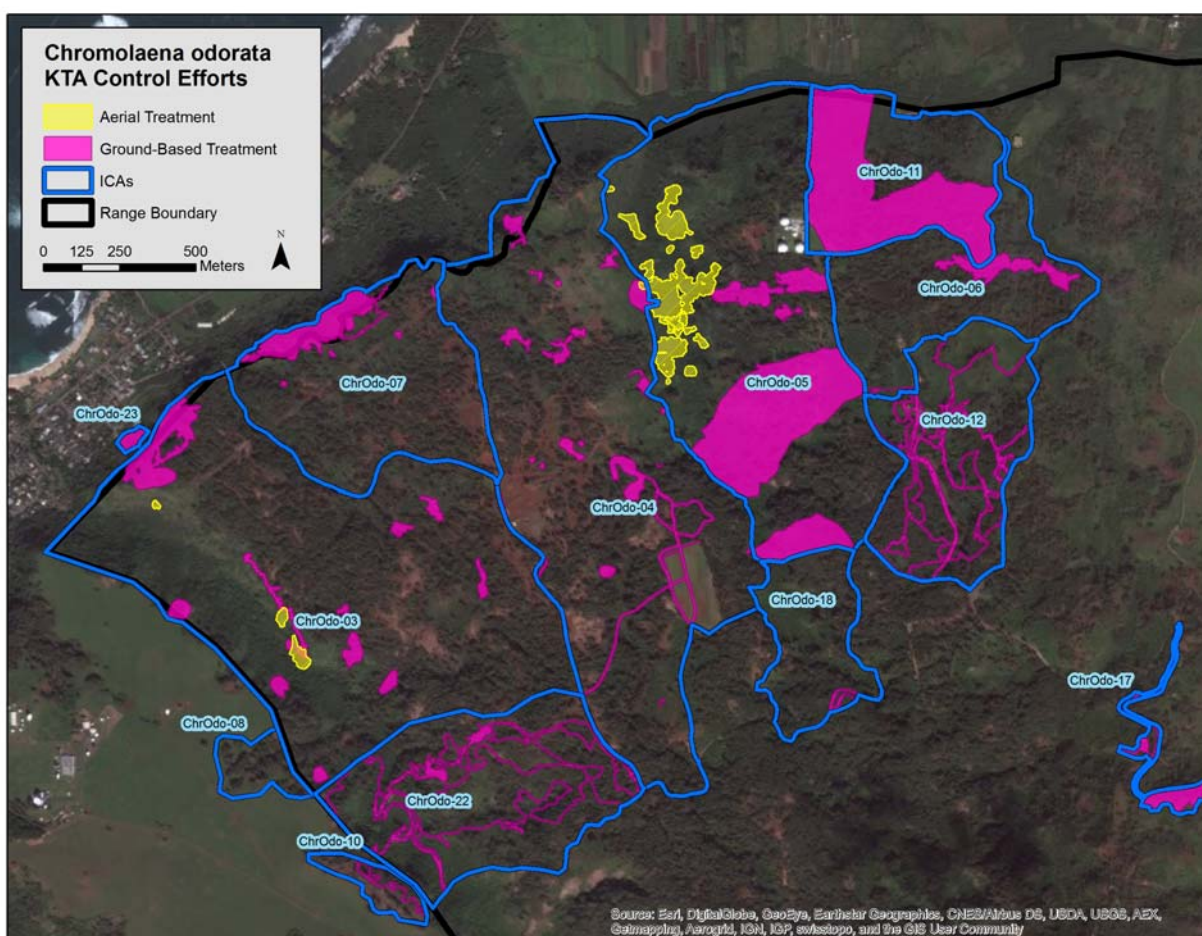 Chromolaena odorata
KTA Control Efforts
Aerial Treatment
Ground-Based Treatment
ICAs
Range Boundary
N
0 125 250 500
Meters
ChrOdo-11
ChrOdo-06
ChrOdo-07
ChrOdo-05
ChrOdo-23
ChrOdo-12
ChrOdo-04
ChrOdo-18
ChrOdo-03
ChrOdo-17
ChrOdo-08
ChrOdo-22
ChrOdo-10
Source: Esri, DigitalGlobe, GeoEye, Earthstar Geographics, CNES/Airbus DS, USDA, USGS, AEX,
Getmapping, Aerogrid, IGN, IGP, swisstopo, and the GIS User Community